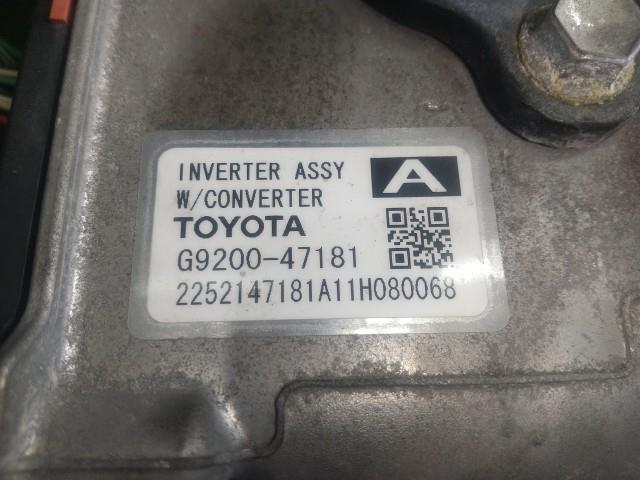 INVERTER ASSY
W/CONVERTER
A
TOYOTA
G9200-47181
2252147181A11H080068